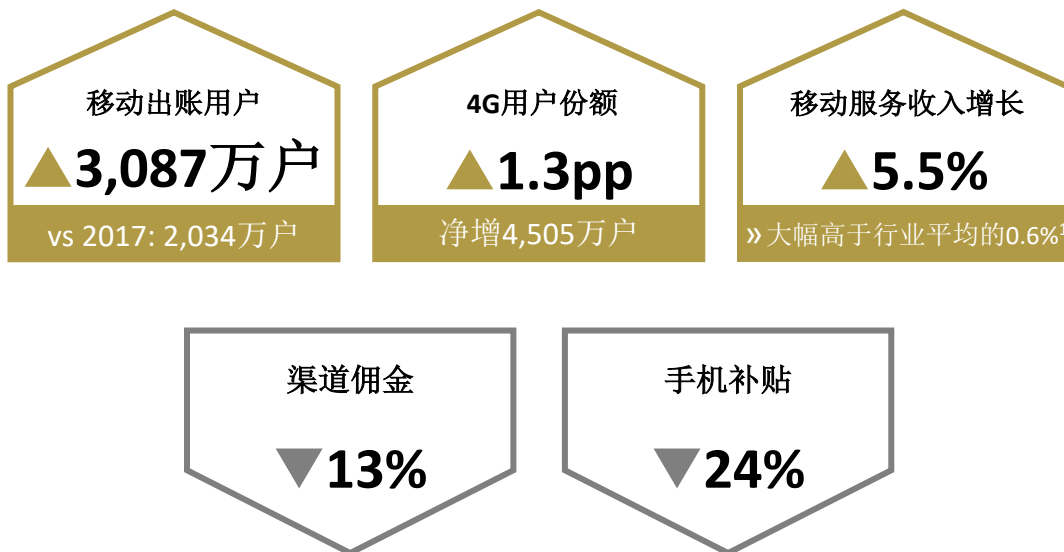 移动出账用户
▲3,087万户
vs 2017: 2,034万户
4G用户份额
▲1.3pp
净增4,505万户
移动服务收入增长
▲5.5%
»大幅高于行业平均的0.6%¹
渠道佣金
▼13%
手机补贴
▼24%